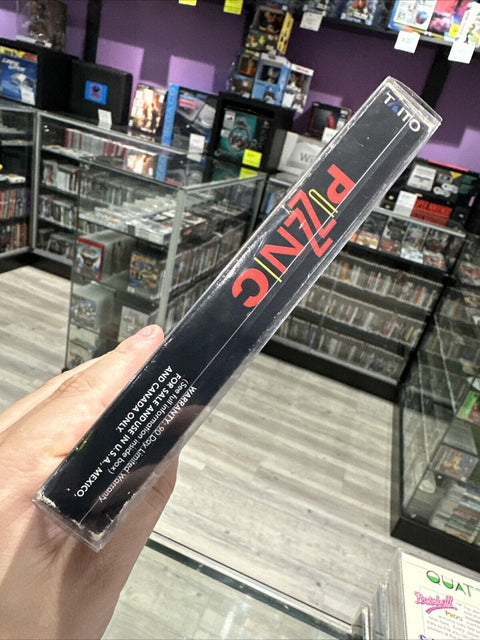 TAITO
PUZZNIC
WARRANTY: 90 Day Limited Warranty
(See full information inside box)
FOR SALE AND USE IN U.S.A., MEXICO,
AND CANADA ONLY.
QUAT